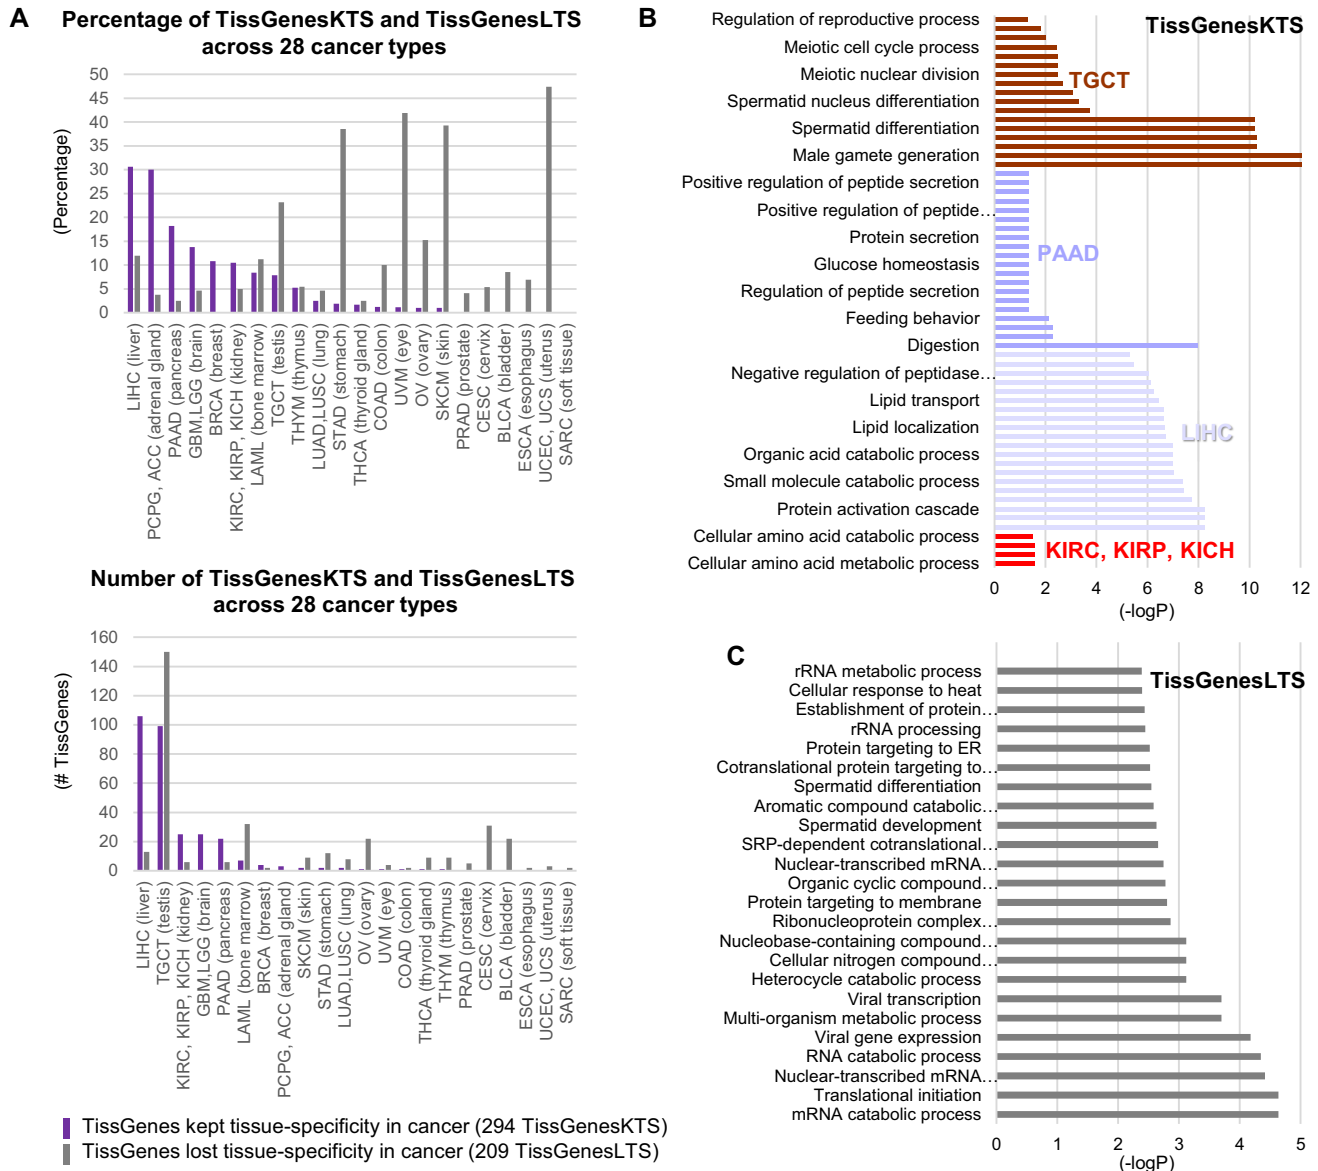 A
Percentage of TissGenesKTS and TissGenesLTS
across 28 cancer types
(Percentage)
50
45
40
35
30
25
20
15
10
5
0
LIHC (liver)
PCPG, ACC (adrenal gland)
PAAD (pancreas)
GBM,LGG (brain)
BRCA (breast)
KIRC, KIRP, KICH (kidney)
LAML (bone marrow)
TGCT (testis)
THYM (thymus)
LUAD,LUSC (lung)
STAD (stomach)
THCA (thyroid gland)
COAD (colon)
UVM (eye)
OV (ovary)
SKCM (skin)
PRAD (prostate)
CESC (cervix)
BLCA (bladder)
ESCA (esophagus)
UCEC, UCS (uterus)
SARC (soft tissue)
Number of TissGenesKTS and TissGenesLTS
across 28 cancer types
(# TissGenes)
160
140
120
100
80
60
40
20
0
LIHC (liver)
TGCT (testis)
KIRC, KIRP, KICH (kidney)
GBM,LGG (brain)
PAAD (pancreas)
LAML (bone marrow)
BRCA (breast)
PCPG, ACC (adrenal gland)
SKCM (skin)
STAD (stomach)
LUAD,LUSC (lung)
OV (ovary)
UVM (eye)
COAD (colon)
THCA (thyroid gland)
THYM (thymus)
PRAD (prostate)
CESC (cervix)
BLCA (bladder)
ESCA (esophagus)
UCEC, UCS (uterus)
SARC (soft tissue)
TissGenes kept tissue-specificity in cancer (294 TissGenesKTS)
TissGenes lost tissue-specificity in cancer (209 TissGenesLTS)
B
TissGenesKTS
Regulation of reproductive process
Meiotic cell cycle process
Meiotic nuclear division
TGCT
Spermatid nucleus differentiation
Spermatid differentiation
Male gamete generation
Positive regulation of peptide secretion
Positive regulation of peptide…
Protein secretion
PAAD
Glucose homeostasis
Regulation of peptide secretion
Feeding behavior
Digestion
Negative regulation of peptidase…
Lipid transport
Lipid localization
LIHC
Organic acid catabolic process
Small molecule catabolic process
Protein activation cascade
Cellular amino acid catabolic process
KIRC, KIRP, KICH
Cellular amino acid metabolic process
0 2 4 6 8 10 12
(-logP)
C
TissGenesLTS
rRNA metabolic process
Cellular response to heat
Establishment of protein…
rRNA processing
Protein targeting to ER
Cotranslational protein targeting to…
Spermatid differentiation
Aromatic compound catabolic…
Spermatid development
SRP-dependent cotranslational…
Nuclear-transcribed mRNA…
Organic cyclic compound…
Protein targeting to membrane
Ribonucleoprotein complex…
Nucleobase-containing compound…
Cellular nitrogen compound…
Heterocycle catabolic process
Viral transcription
Multi-organism metabolic process
Viral gene expression
RNA catabolic process
Nuclear-transcribed mRNA…
Translational initiation
mRNA catabolic process
0 1 2 3 4 5
(-logP)